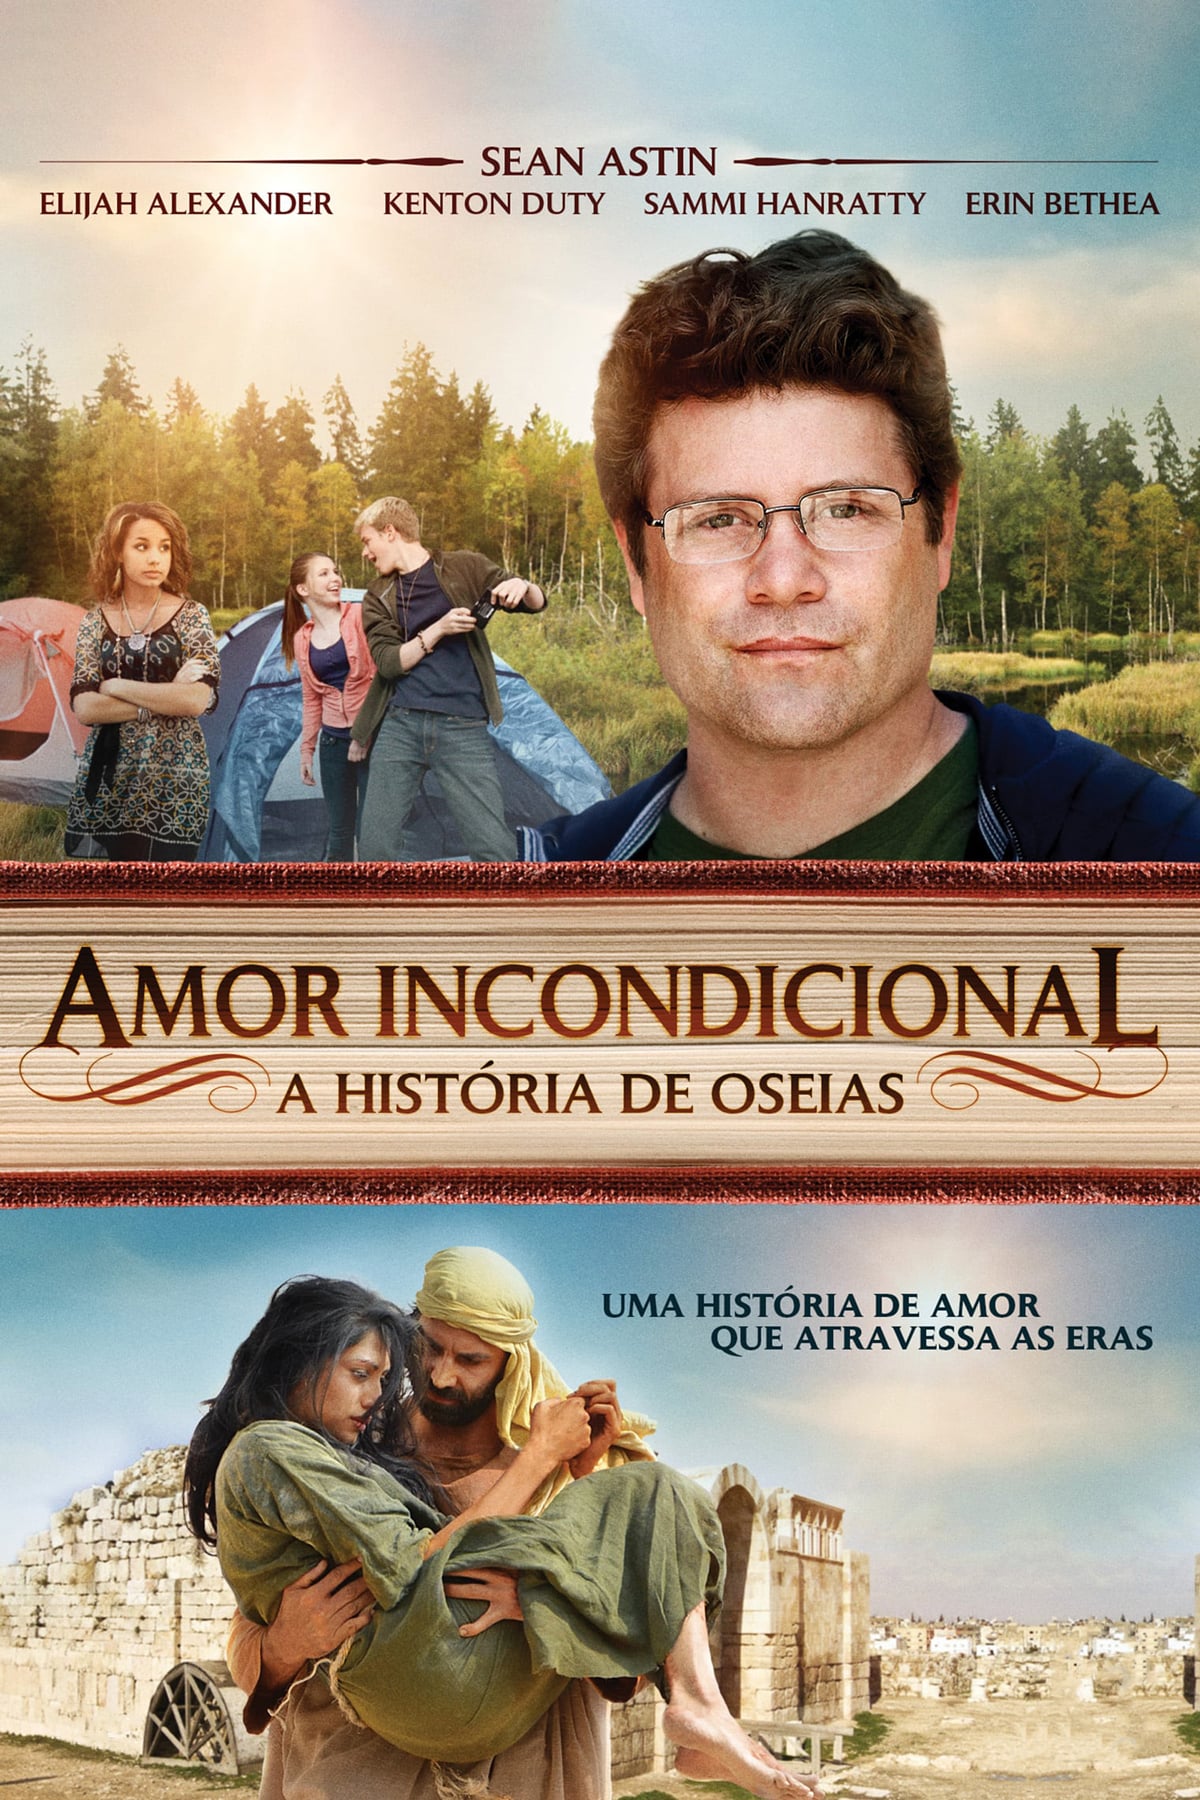 SEAN ASTIN
ELIJAH ALEXANDER KENTON DUTY SAMMI HANRATTY ERIN BETHEA
AMOR INCONDICIONAL
A HISTÓRIA DE OSEIAS
UMA HISTÓRIA DE AMOR
QUE ATRAVESSA AS ERAS